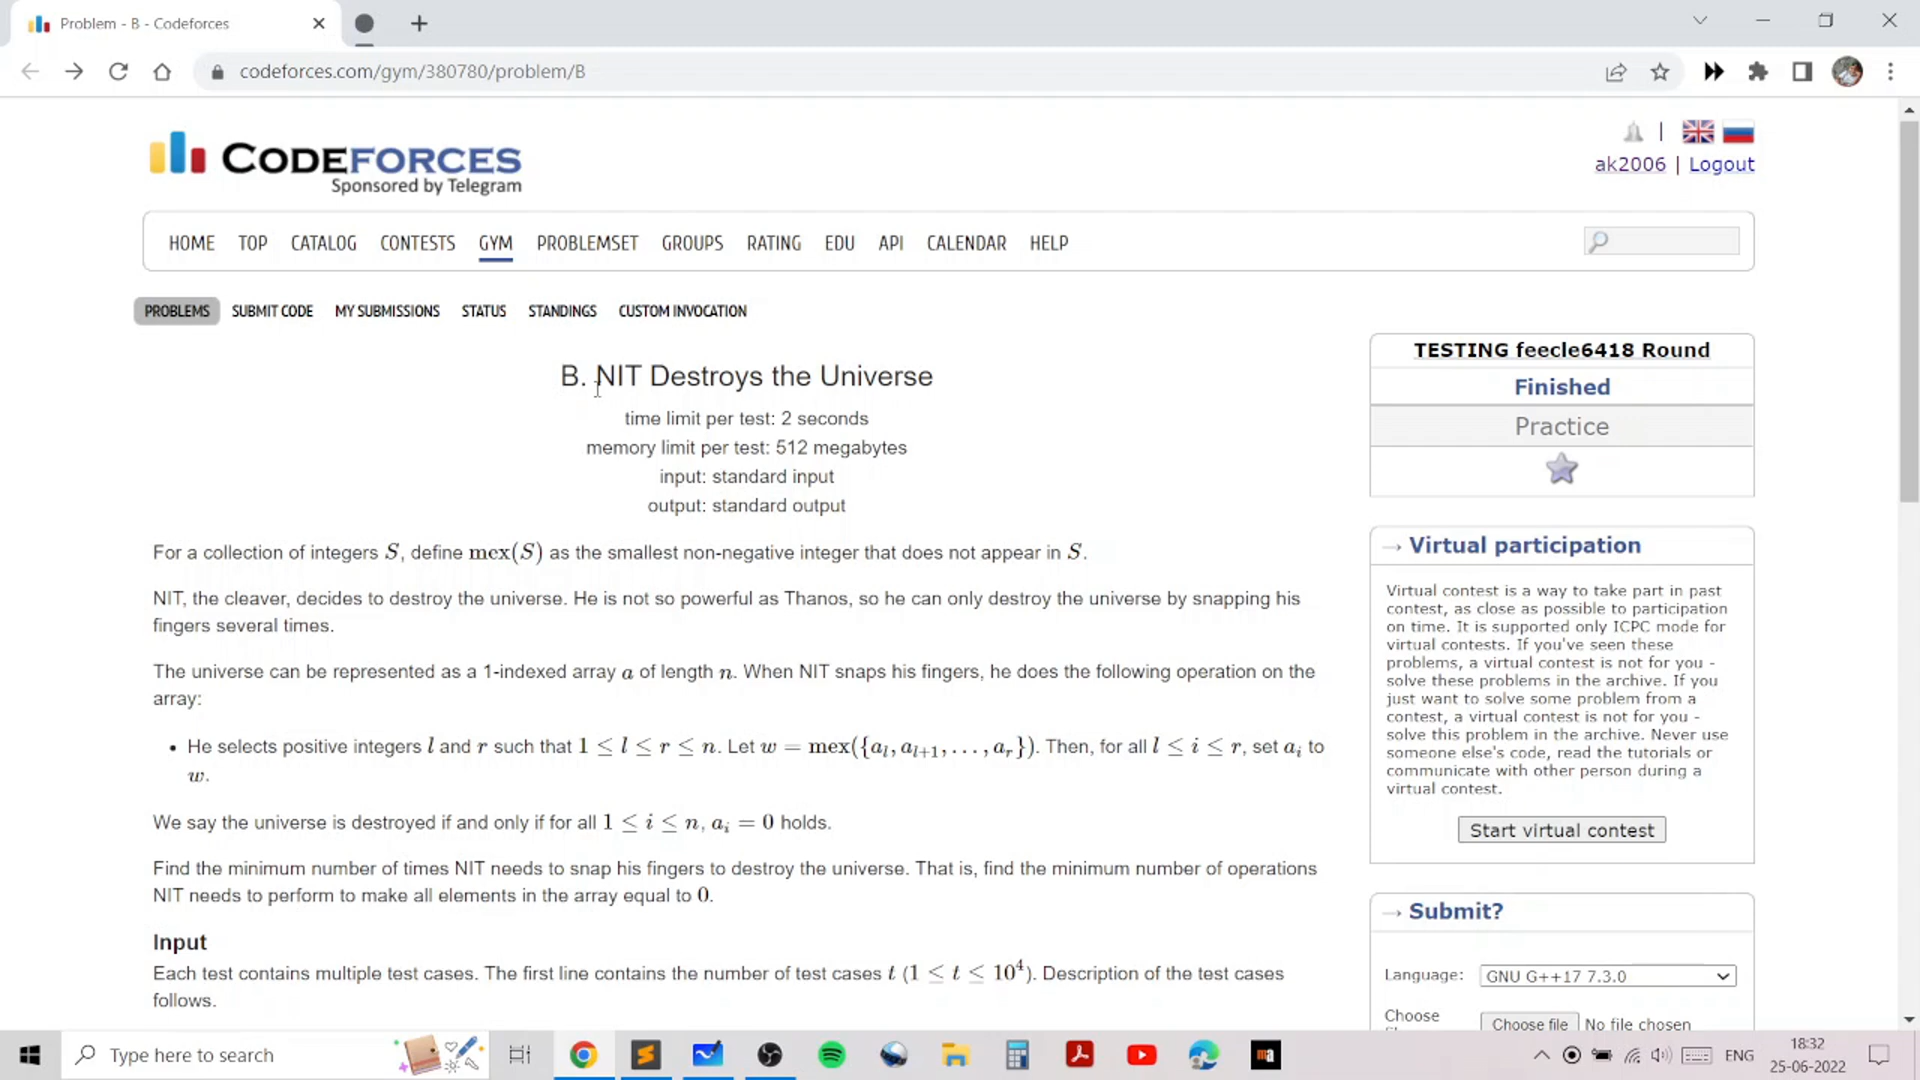 Problem - B - Codeforces
codeforces.com/gym/380780/problem/B
CODEFORCES
Sponsored by Telegram
|
ak2006 | Logout
HOME TOP CATALOG CONTESTS GYM PROBLEMSET GROUPS RATING EDU API CALENDAR HELP
PROBLEMS SUBMIT CODE MY SUBMISSIONS STATUS STANDINGS CUSTOM INVOCATION
B. NIT Destroys the Universe
time limit per test: 2 seconds
memory limit per test: 512 megabytes
input: standard input
output: standard output
For a collection of integers S, define mex(S) as the smallest non-negative integer that does not appear in S.
NIT, the cleaver, decides to destroy the universe. He is not so powerful as Thanos, so he can only destroy the universe by snapping his
fingers several times.
The universe can be represented as a 1-indexed array a of length n. When NIT snaps his fingers, he does the following operation on the
array:
• He selects positive integers l and r such that 1 ≤ l ≤ r ≤ n. Let w = mex({a_l, a_{l+1}, . . . , a_r}). Then, for all l ≤ i ≤ r, set a_i to
w.
We say the universe is destroyed if and only if for all 1 ≤ i ≤ n, a_i = 0 holds.
Find the minimum number of times NIT needs to snap his fingers to destroy the universe. That is, find the minimum number of operations
NIT needs to perform to make all elements in the array equal to 0.
Input
Each test contains multiple test cases. The first line contains the number of test cases t (1 ≤ t ≤ 10^4). Description of the test cases
follows.
TESTING feecle6418 Round
Finished
Practice
→ Virtual participation
Virtual contest is a way to take part in past
contest, as close as possible to participation
on time. It is supported only ICPC mode for
virtual contests. If you've seen these
problems, a virtual contest is not for you -
solve these problems in the archive. If you
just want to solve some problem from a
contest, a virtual contest is not for you -
solve this problem in the archive. Never use
someone else's code, read the tutorials or
communicate with other person during a
virtual contest.
Start virtual contest
→ Submit?
Language: GNU G++17 7.3.0
Choose
Choose file No file chosen
Type here to search
ma
ENG
18:32
25-06-2022